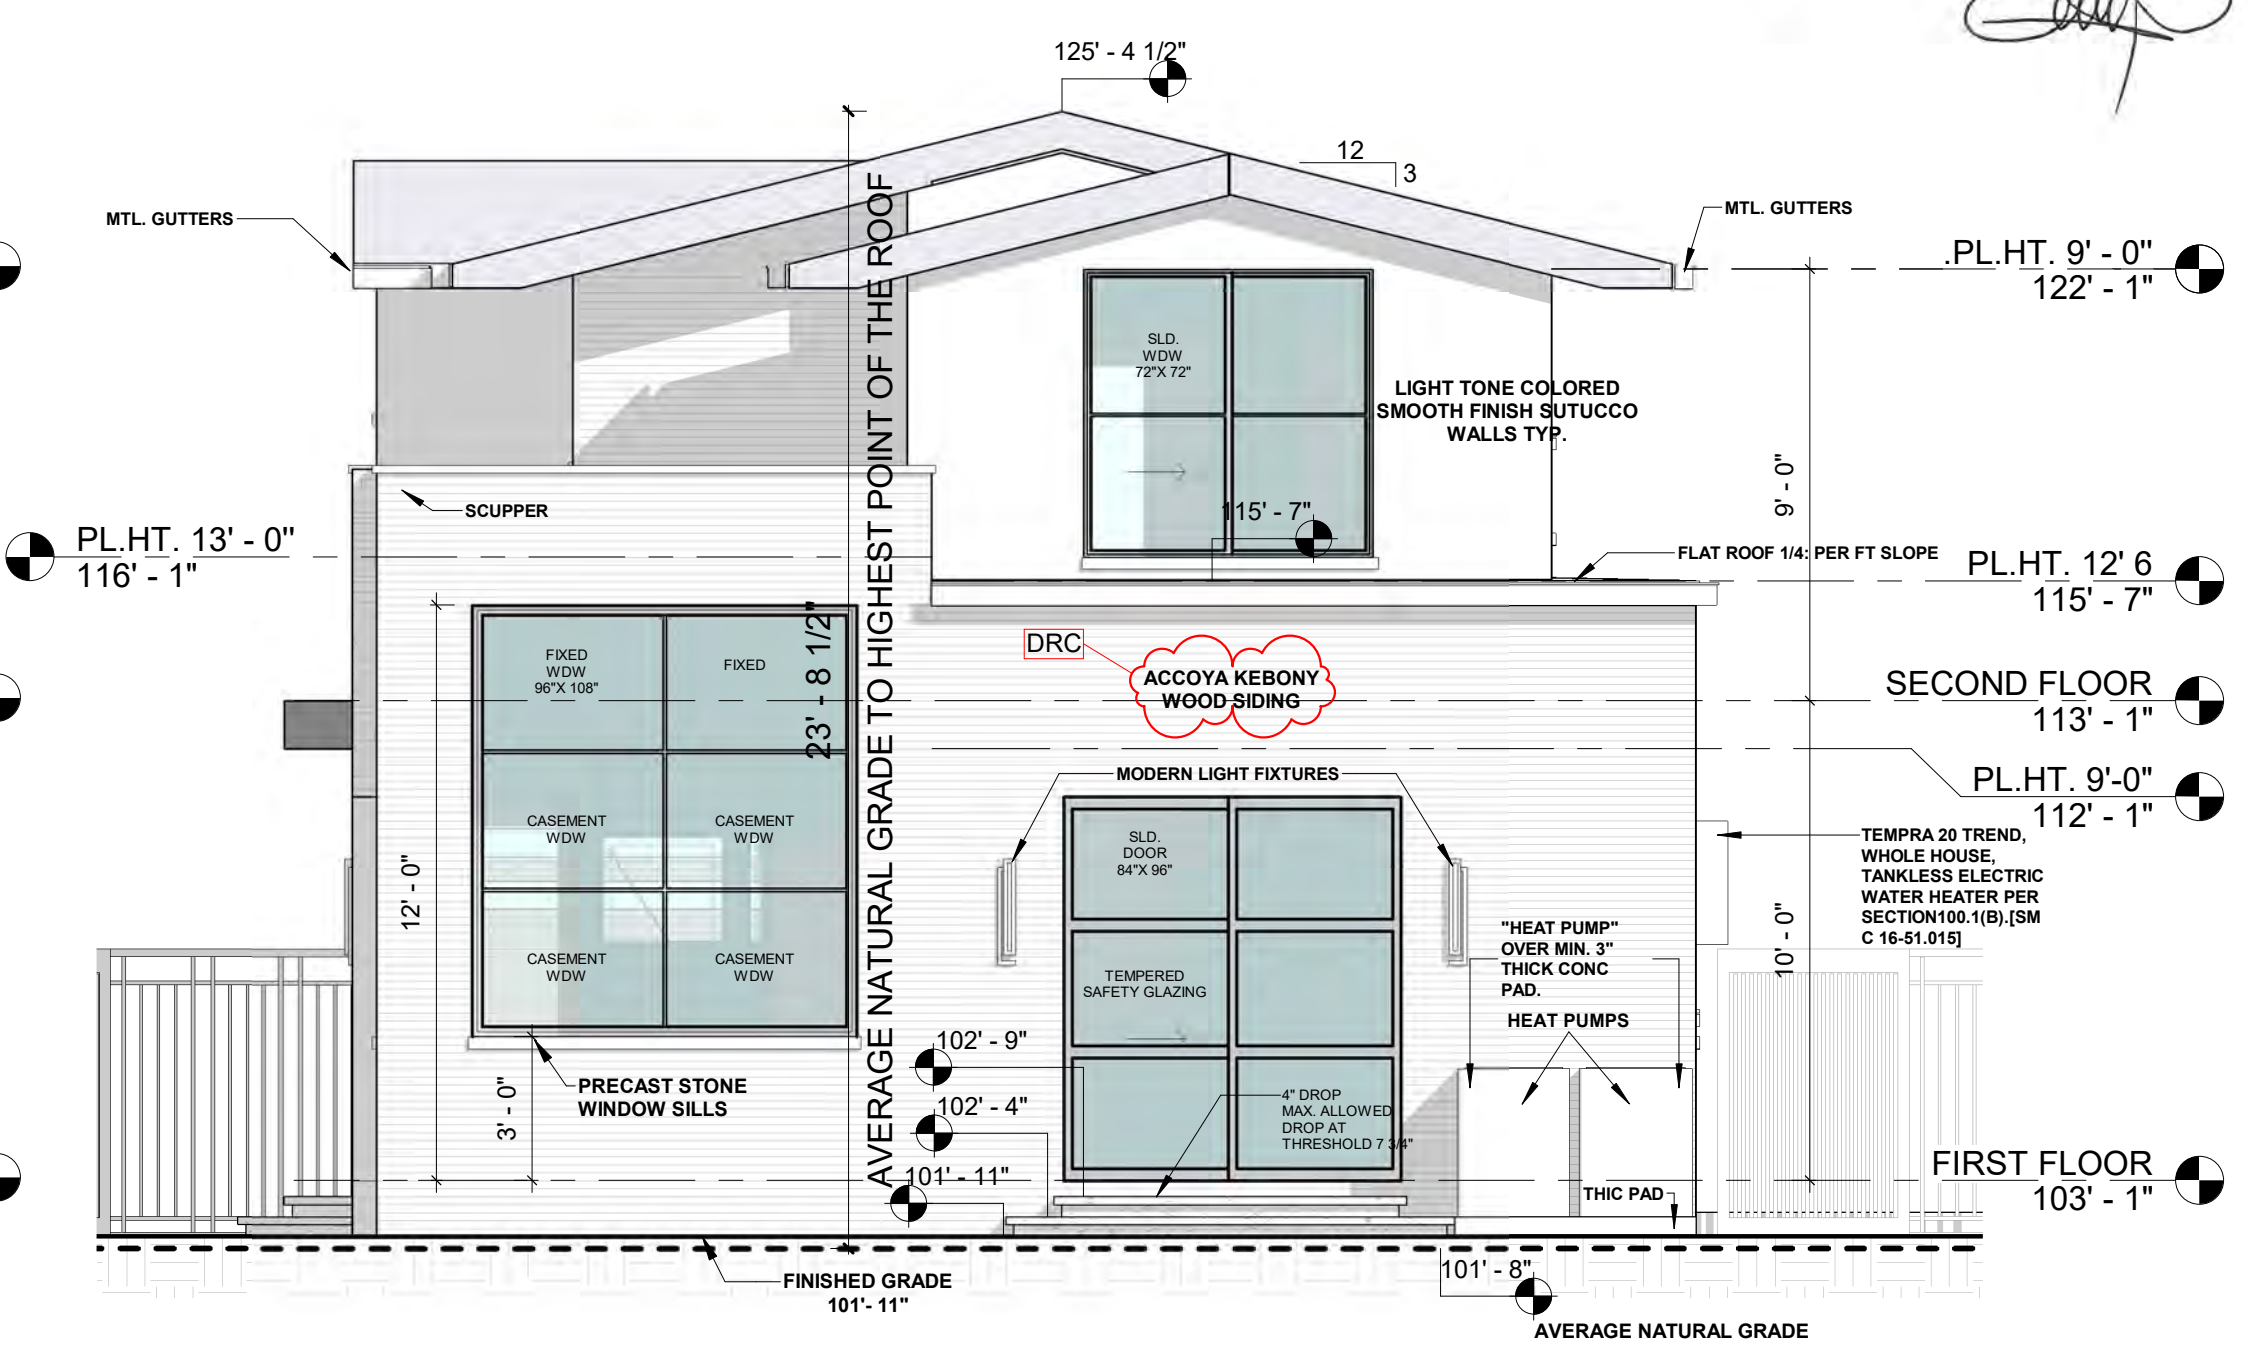 125' - 4 1/2"
12
3
MTL. GUTTERS
MTL. GUTTERS
.PL.HT. 9' - 0"
122' - 1"
SLD.
WDW
72"X 72"
LIGHT TONE COLORED
SMOOTH FINISH SUTUCCO
WALLS TYP.
9' - 0"
SCUPPER
115' - 7"
PL.HT. 13' - 0"
116' - 1"
FLAT ROOF 1/4: PER FT SLOPE
PL.HT. 12' 6
115' - 7"
23' - 8 1/2"
AVERAGE NATURAL GRADE TO HIGHEST POINT OF THE ROOF
FIXED
WDW
96"X 108"
FIXED
DRC
ACCOYA KEBONY
WOOD SIDING
SECOND FLOOR
113' - 1"
MODERN LIGHT FIXTURES
PL.HT. 9'-0"
112' - 1"
CASEMENT
WDW
CASEMENT
WDW
SLD.
DOOR
84"X 96"
TEMPRA 20 TREND,
WHOLE HOUSE,
TANKLESS ELECTRIC
WATER HEATER PER
SECTION100.1(B).[SM
C 16-51.015]
12' - 0"
10' - 0"
"HEAT PUMP"
OVER MIN. 3"
THICK CONC
PAD.
CASEMENT
WDW
CASEMENT
WDW
TEMPERED
SAFETY GLAZING
HEAT PUMPS
102' - 9"
PRECAST STONE
WINDOW SILLS
3' - 0"
102' - 4"
4" DROP
MAX. ALLOWED
DROP AT
THRESHOLD 7 3/4"
101' - 11"
FIRST FLOOR
103' - 1"
THIC PAD
FINISHED GRADE
101'- 11"
101' - 8"
AVERAGE NATURAL GRADE